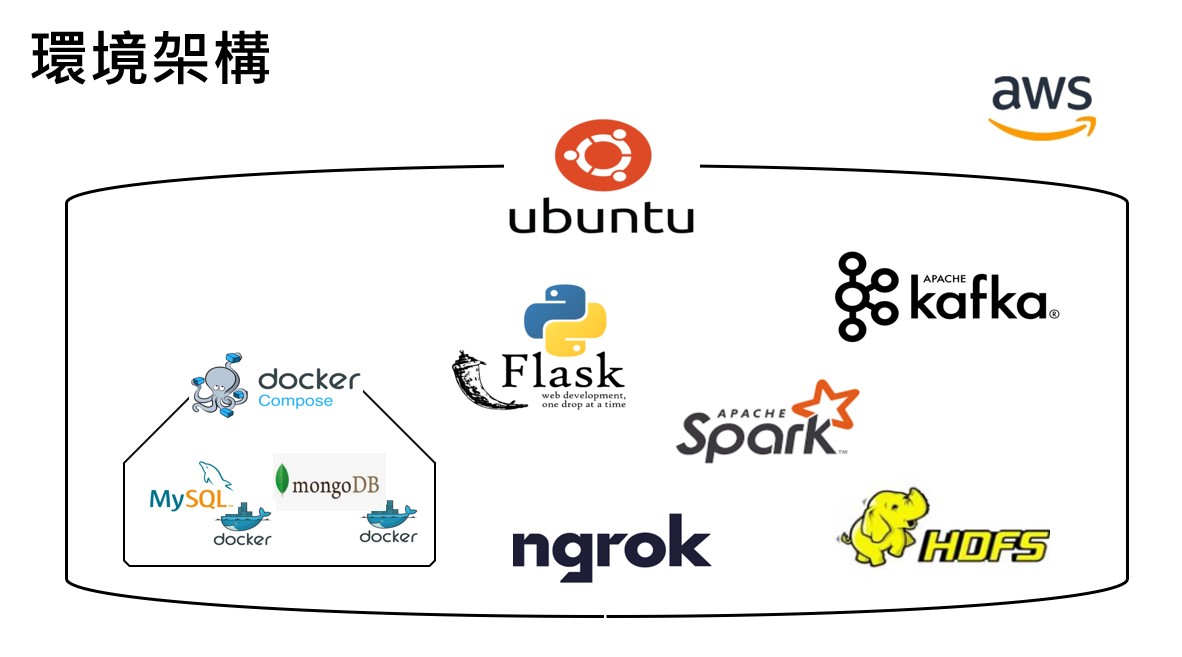 環境架構
aws
ubuntu
APACHE
kafka®
Flask
web development,
one drop at a time
docker
Compose
APACHE
Spark™
MySQL™
mongoDB
docker
docker
ngrok
HDFS